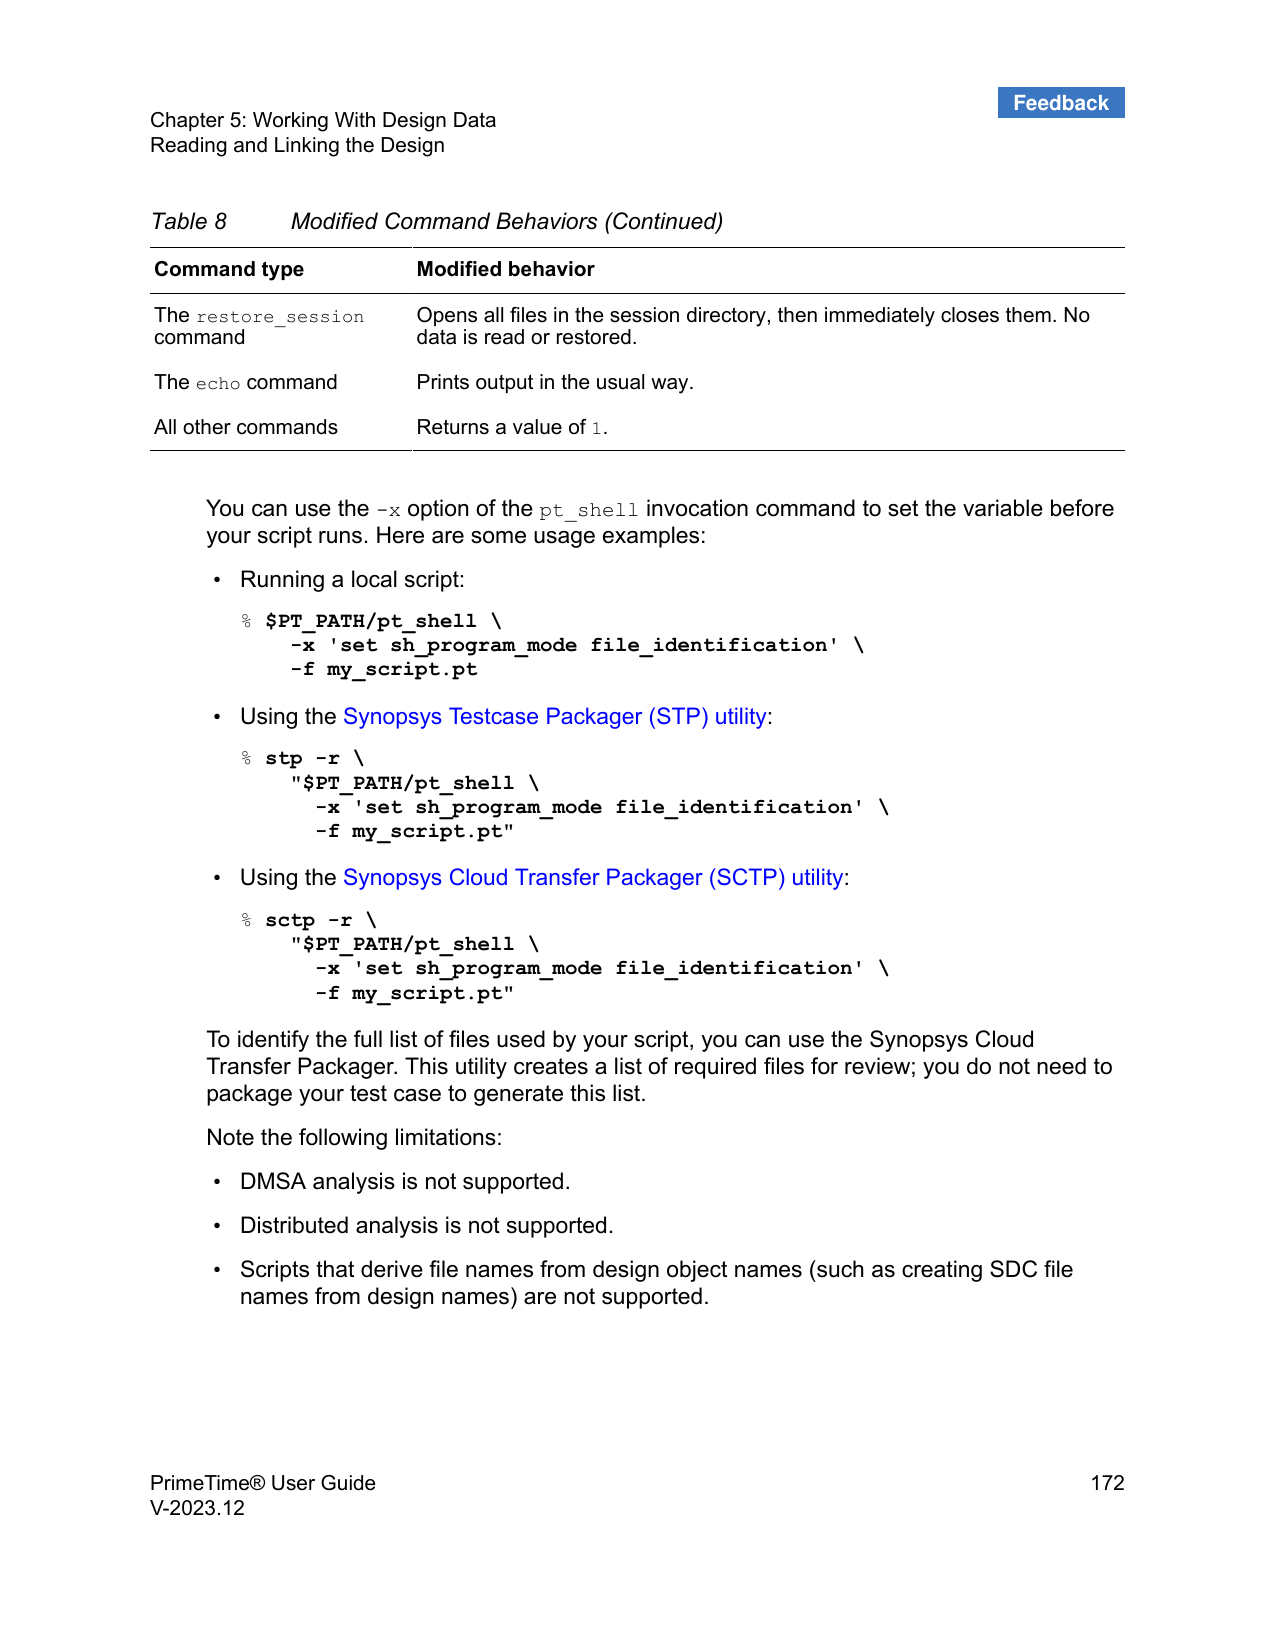 Feedback
Chapter 5: Working With Design Data
Reading and Linking the Design
Table 8 Modified Command Behaviors (Continued)
Command type Modified behavior
The restore_session Opens all files in the session directory, then immediately closes them. No
command data is read or restored.
The echo command Prints output in the usual way.
All other commands Returns a value of 1.
You can use the -x option of the pt_shell invocation command to set the variable before
your script runs. Here are some usage examples:
• Running a local script:
% $PT_PATH/pt_shell \
-x 'set sh_program_mode file_identification' \
-f my_script.pt
• Using the Synopsys Testcase Packager (STP) utility:
% stp -r \
"$PT_PATH/pt_shell \
-x 'set sh_program_mode file_identification' \
-f my_script.pt"
• Using the Synopsys Cloud Transfer Packager (SCTP) utility:
% sctp -r \
"$PT_PATH/pt_shell \
-x 'set sh_program_mode file_identification' \
-f my_script.pt"
To identify the full list of files used by your script, you can use the Synopsys Cloud
Transfer Packager. This utility creates a list of required files for review; you do not need to
package your test case to generate this list.
Note the following limitations:
• DMSA analysis is not supported.
• Distributed analysis is not supported.
• Scripts that derive file names from design object names (such as creating SDC file
names from design names) are not supported.
PrimeTime® User Guide 172
V-2023.12